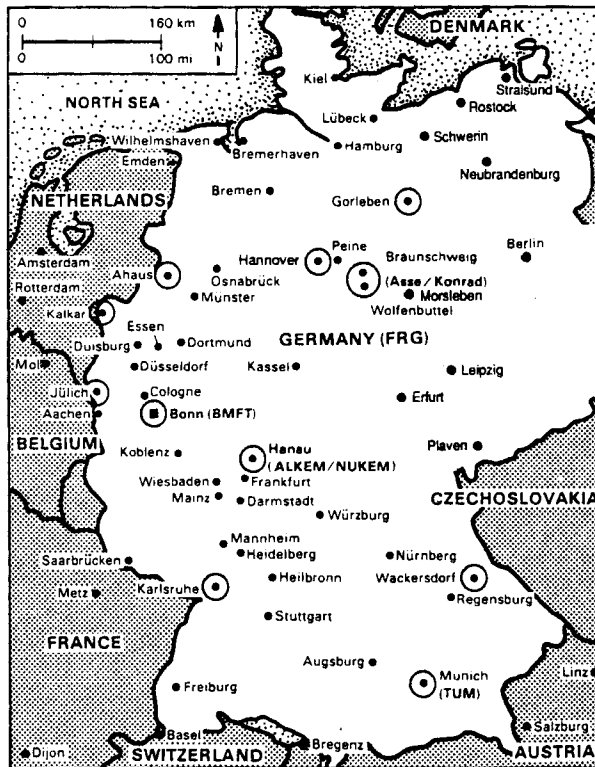 0 160 km
0 100 mi
N
DENMARK
NORTH SEA
Kiel
Stralsund
Rostock
Lübeck
Wilhelmshaven
Bremerhaven
Hamburg
Schwerin
Emden
Neubrandenburg
NETHERLANDS
Bremen
Gorleben
Amsterdam
Hannover
Peine
Braunschweig
Berlin
Ahaus
Osnabrück
(Asse/Konrad)
Rotterdam
Münster
Morsleben
Kalkar
Wolfenbuttel
Essen
GERMANY (FRG)
Duisburg
Dortmund
Mol
Düsseldorf
Kassel
Leipzig
Jülich
Cologne
Erfurt
Aachen
Bonn (BMFT)
BELGIUM
Koblenz
Hanau
(ALKEM/NUKEM)
Plaven
Wiesbaden
Frankfurt
Mainz
Darmstadt
CZECHOSLOVAKIA
Würzburg
Mannheim
Saarbrücken
Heidelberg
Nürnberg
Metz
Karlsruhe
Heilbronn
Wackersdorf
Regensburg
FRANCE
Stuttgart
Augsburg
Munich
(TUM)
Linz
Freiburg
Basel
Salzburg
Dijon
SWITZERLAND
Bregenz
AUSTRIA